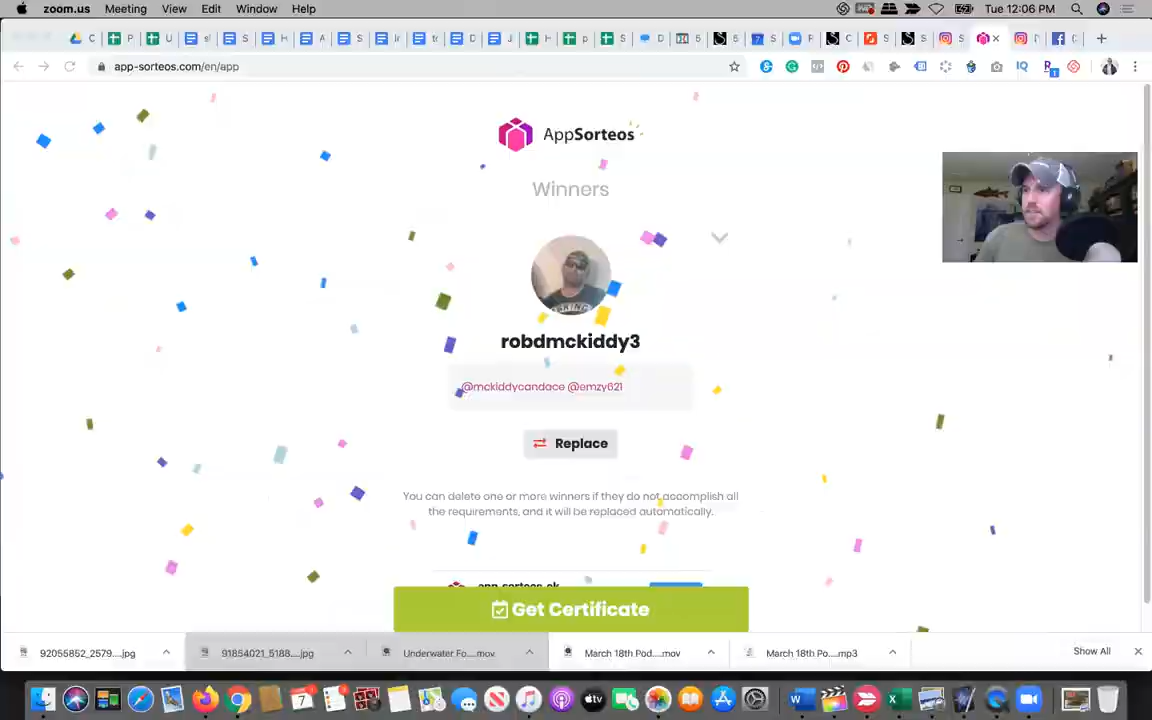 zoom.us Meeting View Edit Window Help Tue 12:06 PM
app-sorteos.com/en/app
AppSorteos
Winners
robdmckiddy3
@mckiddycandace @emzy621
Replace
You can delete one or more winners if they do not accomplish all
the requirements, and it will be replaced automatically.
app_sorteos_ok
Get Certificate
92055852_2579....jpg 91854021_5188....jpg Underwater Fo....mov March 18th Pod....mov March 18th Po....mp3 Show All